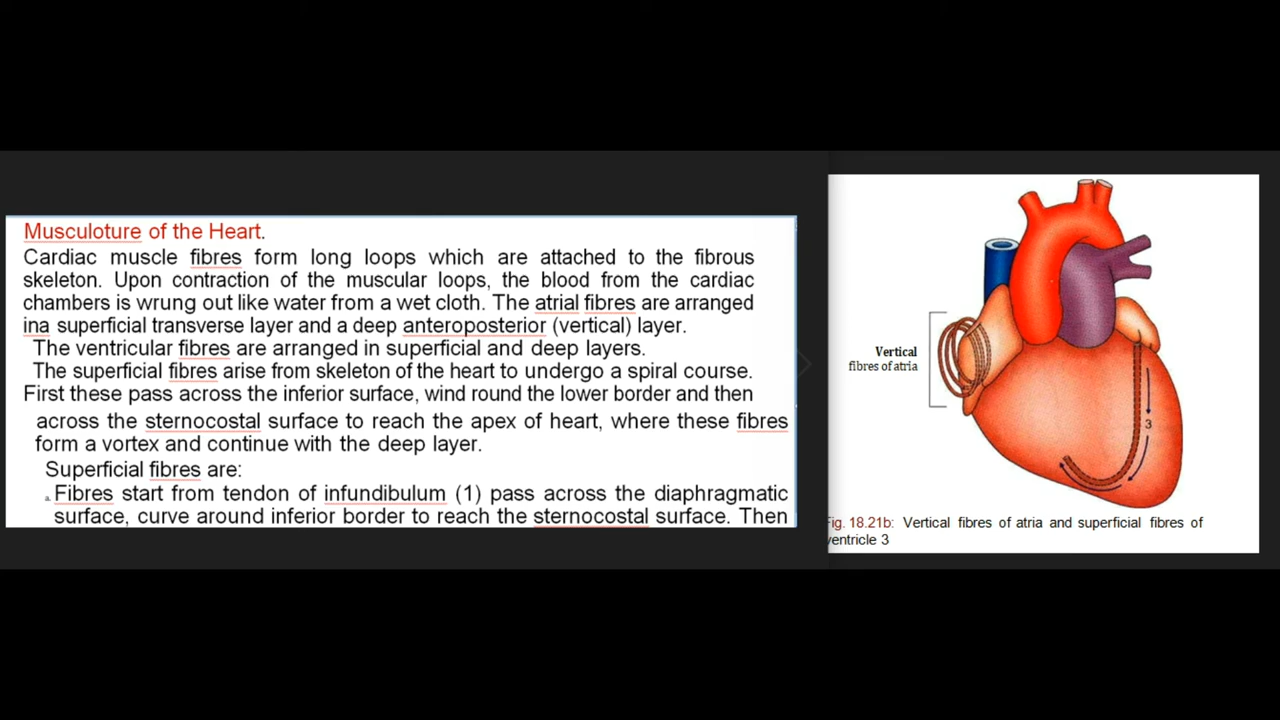 Musculoture of the Heart.
Cardiac muscle fibres form long loops which are attached to the fibrous
skeleton. Upon contraction of the muscular loops, the blood from the cardiac
chambers is wrung out like water from a wet cloth. The atrial fibres are arranged
ina superficial transverse layer and a deep anteroposterior (vertical) layer.
The ventricular fibres are arranged in superficial and deep layers.
The superficial fibres arise from skeleton of the heart to undergo a spiral course.
First these pass across the inferior surface, wind round the lower border and then
across the sternocostal surface to reach the apex of heart, where these fibres
form a vortex and continue with the deep layer.
Superficial fibres are:
a. Fibres start from tendon of infundibulum (1) pass across the diaphragmatic
surface, curve around inferior border to reach the sternocostal surface. Then
Vertical
fibres of atria
3
Fig. 18.21b: Vertical fibres of atria and superficial fibres of
ventricle 3